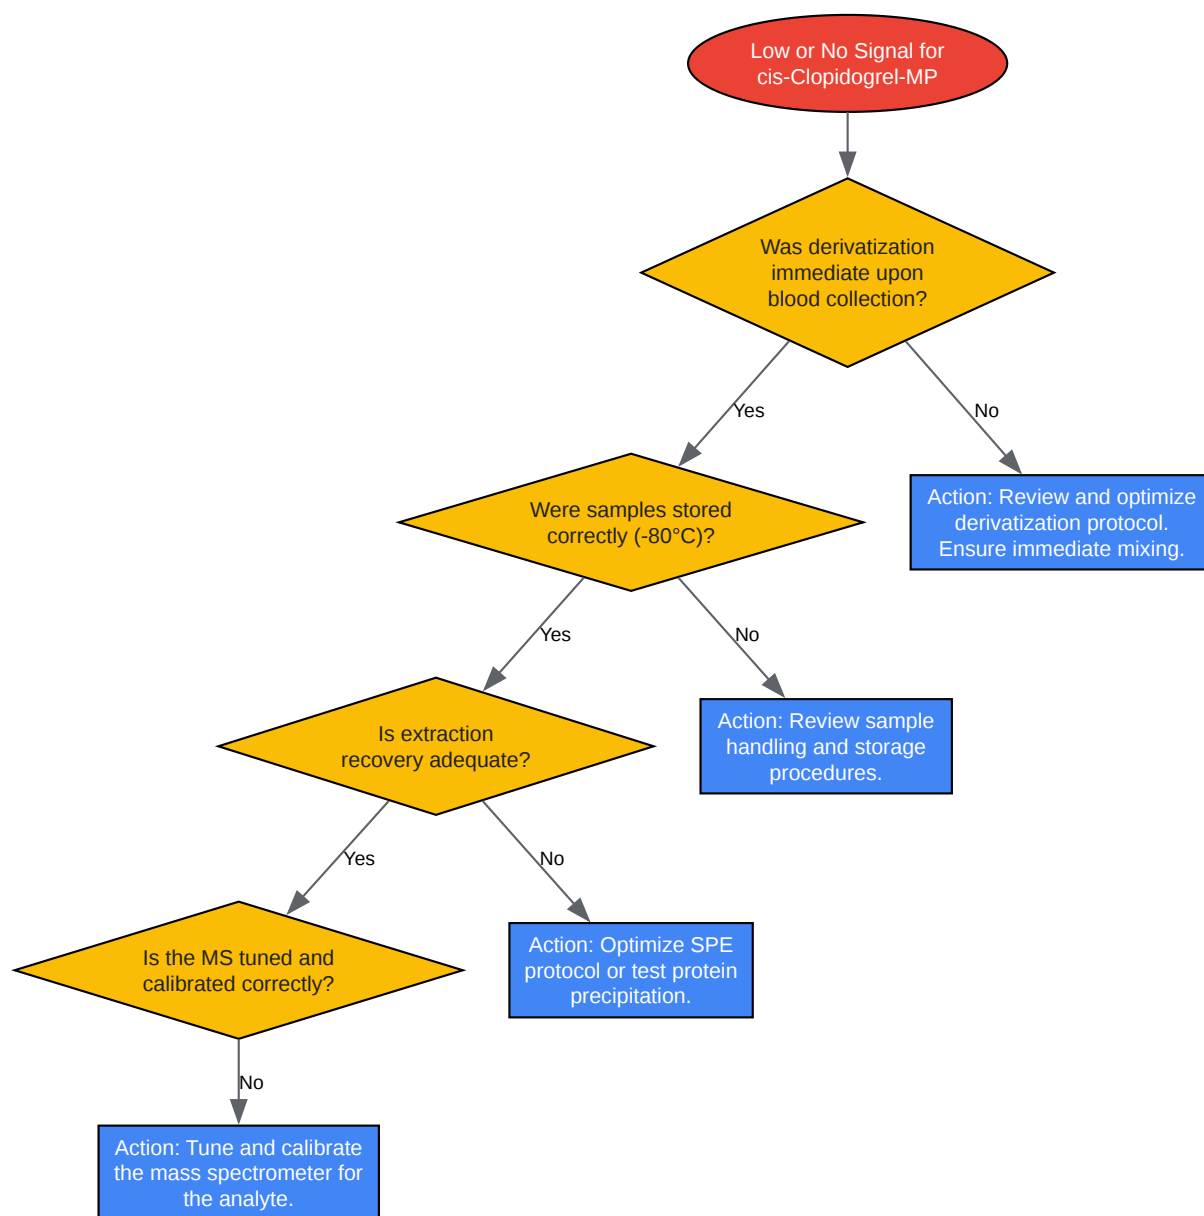 Low or No Signal for
cis-Clopidogrel-MP
Was derivatization
immediate upon
blood collection?
Yes
No
Were samples stored
correctly (-80°C)?
Action: Review and optimize
derivatization protocol.
Ensure immediate mixing.
Yes
No
Is extraction
recovery adequate?
Action: Review sample
handling and storage
procedures.
Yes
No
Is the MS tuned and
calibrated correctly?
Action: Optimize SPE
protocol or test protein
precipitation.
No
Action: Tune and calibrate
the mass spectrometer for
the analyte.